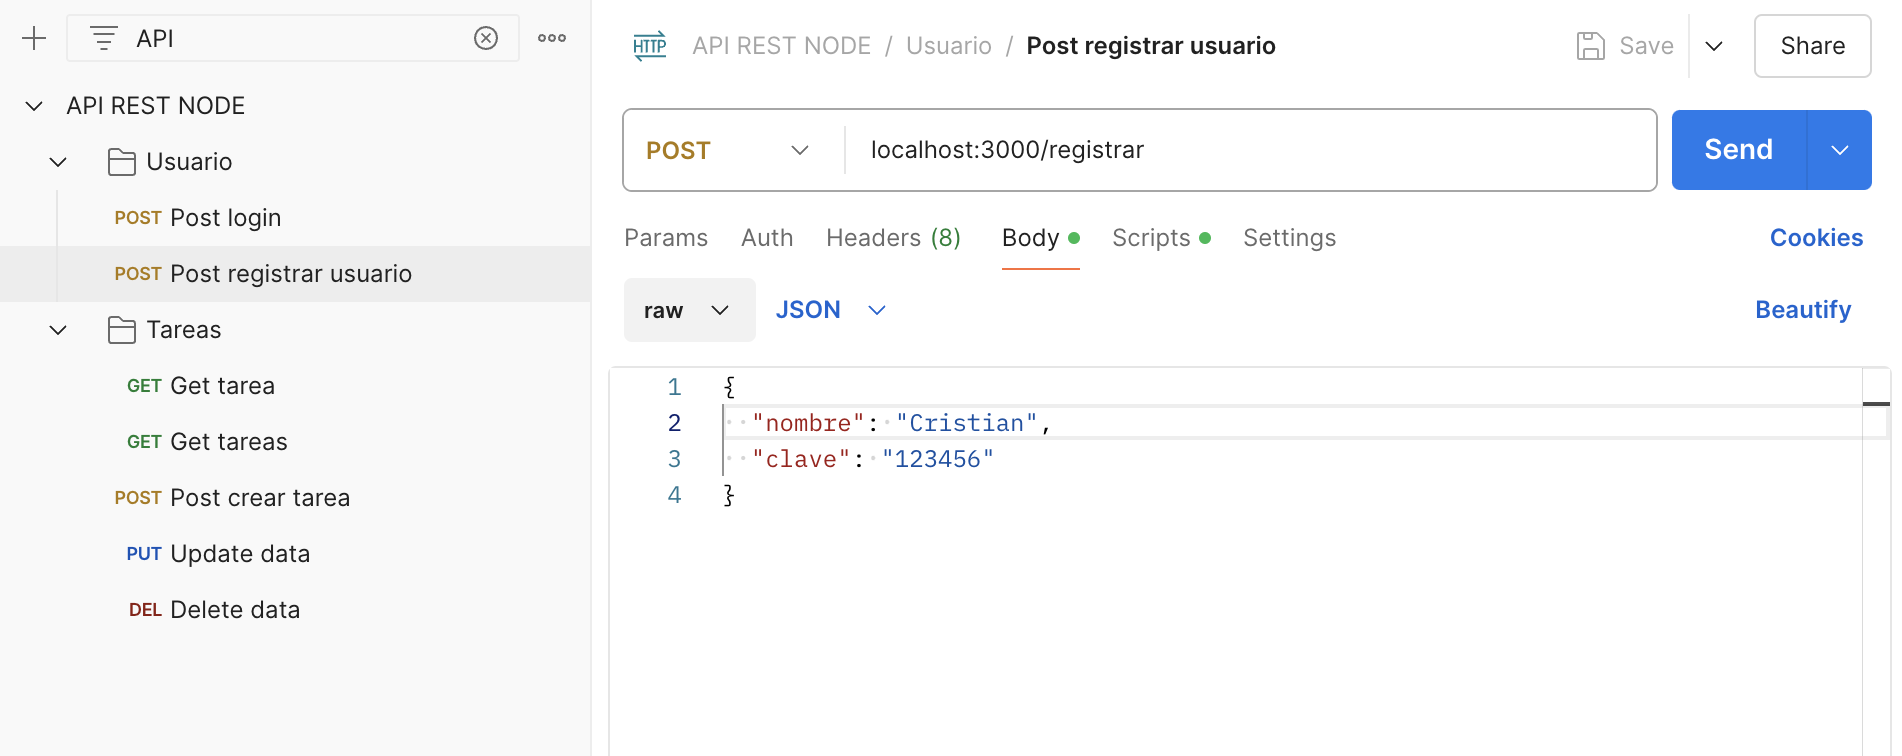 API
API REST NODE
Usuario
POST Post login
POST Post registrar usuario
Tareas
GET Get tarea
GET Get tareas
POST Post crear tarea
PUT Update data
DEL Delete data
HTTP API REST NODE / Usuario / Post registrar usuario
Save
Share
POST localhost:3000/registrar
Send
Params Auth Headers (8) Body Scripts Settings
Cookies
raw JSON
Beautify
1 {
2 "nombre": "Cristian",
3 "clave": "123456"
4 }